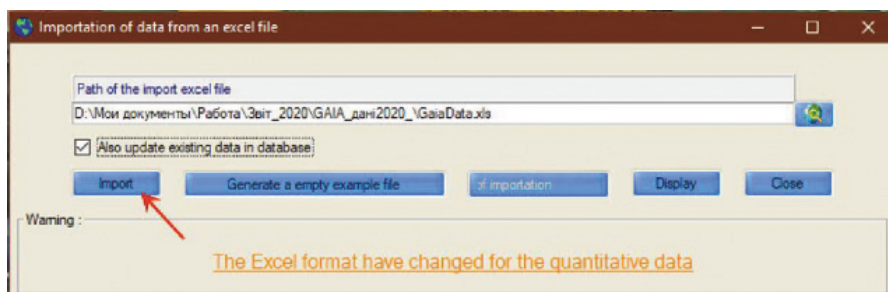 Importation of data from an excel file
Path of the import excel file
D:\Мои документы\Работа\Звіт_2020\GAIA_дані2020_\GaiaData.xls
Also update existing data in database
Import Generate a empty example file of importation Display Close
Warning :
The Excel format have changed for the quantitative data